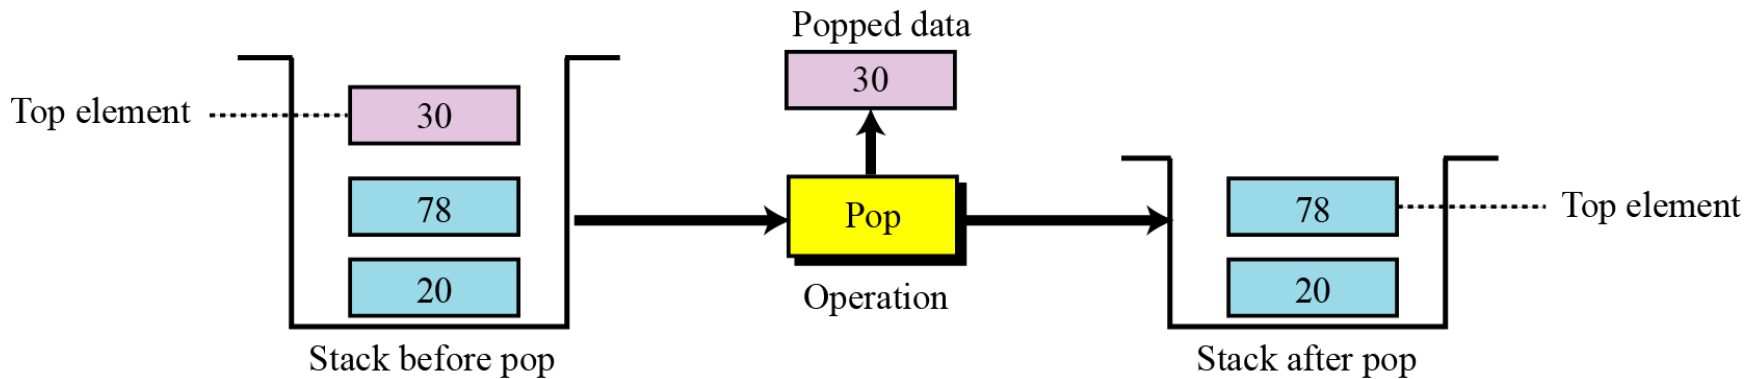 Popped data
30
Top element
30
78
20
Pop
Operation
78
Top element
20
Stack before pop
Stack after pop